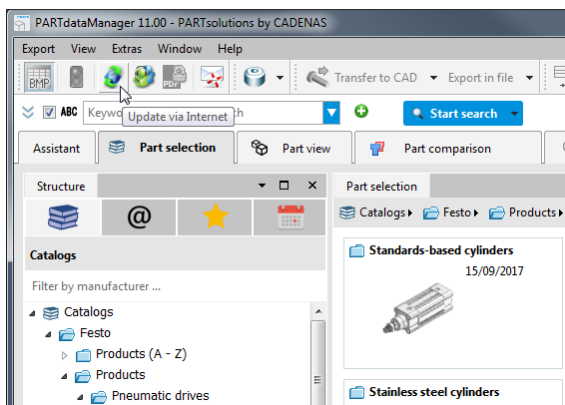 PARTdataManager 11.00 - PARTsolutions by CADENAS
Export View Extras Window Help
BMP PDF Transfer to CAD Export in file
ABC Keywo Update via Internet ch Start search
Assistant Part selection Part view Part comparison
Structure
Part selection
@
Catalogs Festo Products
Catalogs
Filter by manufacturer ...
Catalogs
Festo
Products (A - Z)
Products
Pneumatic drives
Standards-based cylinders
15/09/2017
Stainless steel cylinders